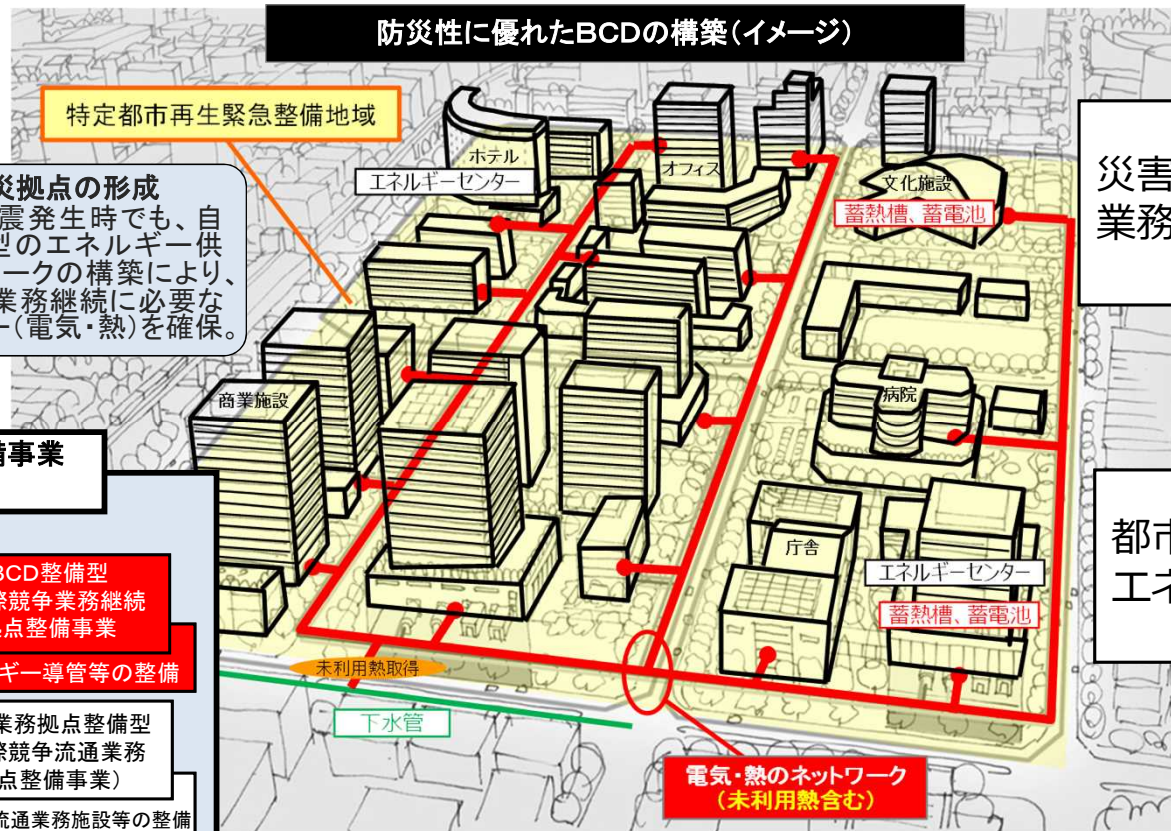 防災性に優れたBCDの構築(イメージ)
特定都市再生緊急整備地域
災拠点の形成
震発生時でも、自
型のエネルギー供
ークの構築により、
業務継続に必要な
ー(電気・熱)を確保。
ホテル
エネルギーセンター
オフィス
文化施設
蓄熱槽、蓄電池
災害
業務
商業施設
病院
備事業
BCD整備型
際競争業務継続
点整備事業
ギー導管等の整備
業務拠点整備型
際競争流通業務
点整備事業)
流通業務施設等の整備
庁舎
エネルギーセンター
蓄熱槽、蓄電池
都市
エネ
未利用熱取得
下水管
電気・熱のネットワーク
(未利用熱含む)